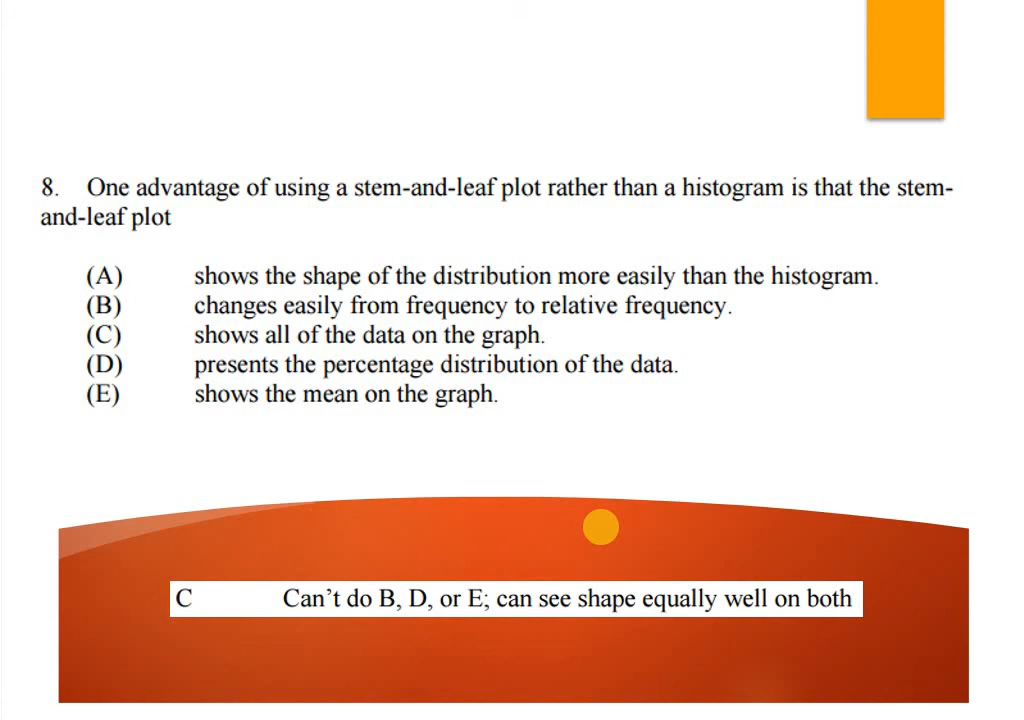 8. One advantage of using a stem-and-leaf plot rather than a histogram is that the stem-
and-leaf plot
(A) shows the shape of the distribution more easily than the histogram.
(B) changes easily from frequency to relative frequency.
(C) shows all of the data on the graph.
(D) presents the percentage distribution of the data.
(E) shows the mean on the graph.
C Can’t do B, D, or E; can see shape equally well on both